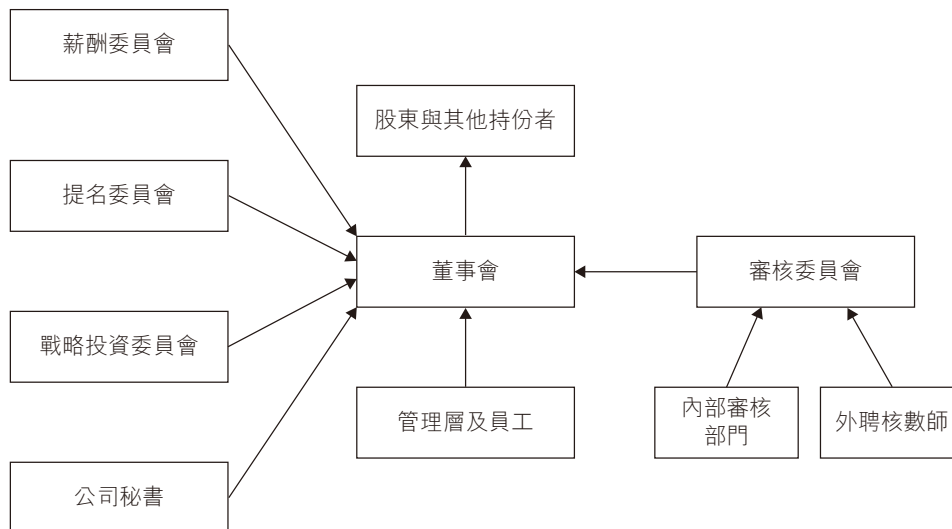 薪酬委員會
股東與其他持份者
提名委員會
董事會
審核委員會
戰略投資委員會
管理層及員工
內部審核
部門
外聘核數師
公司秘書